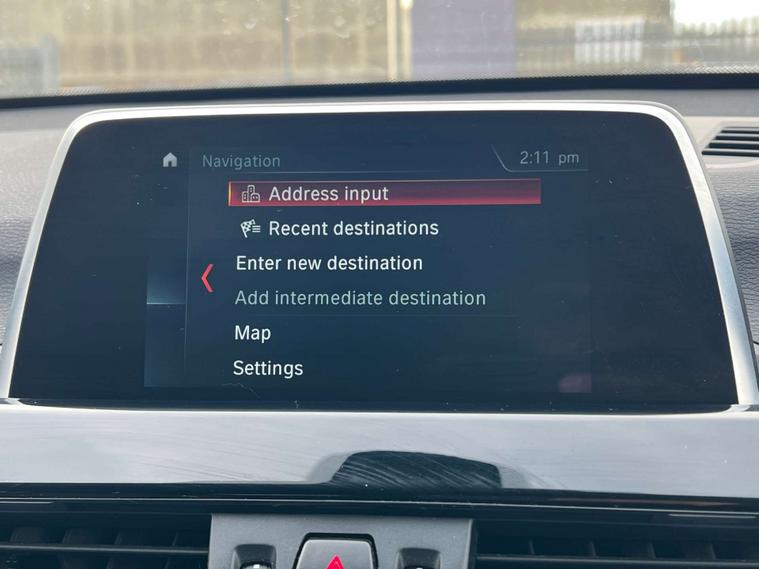 Navigation
2:11 pm
Address input
Recent destinations
Enter new destination
Add intermediate destination
Map
Settings